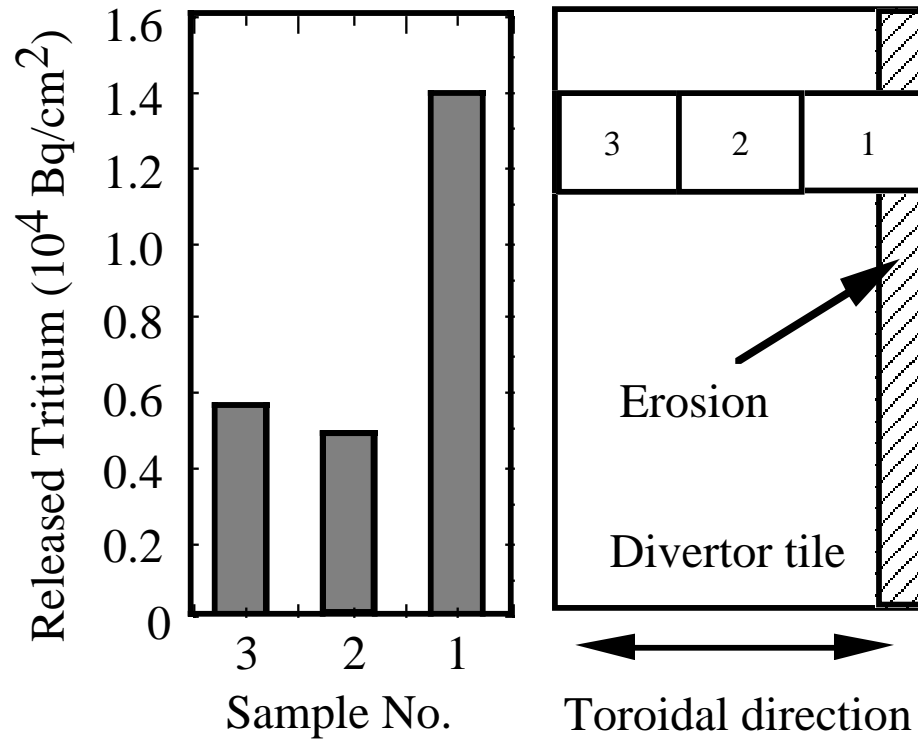 Released Tritium (10⁴ Bq/cm²)
1.6
1.4
1.2
1.0
0.8
0.6
0.4
0.2
0
3 2 1
Sample No.
3 2 1
Erosion
Divertor tile
Toroidal direction